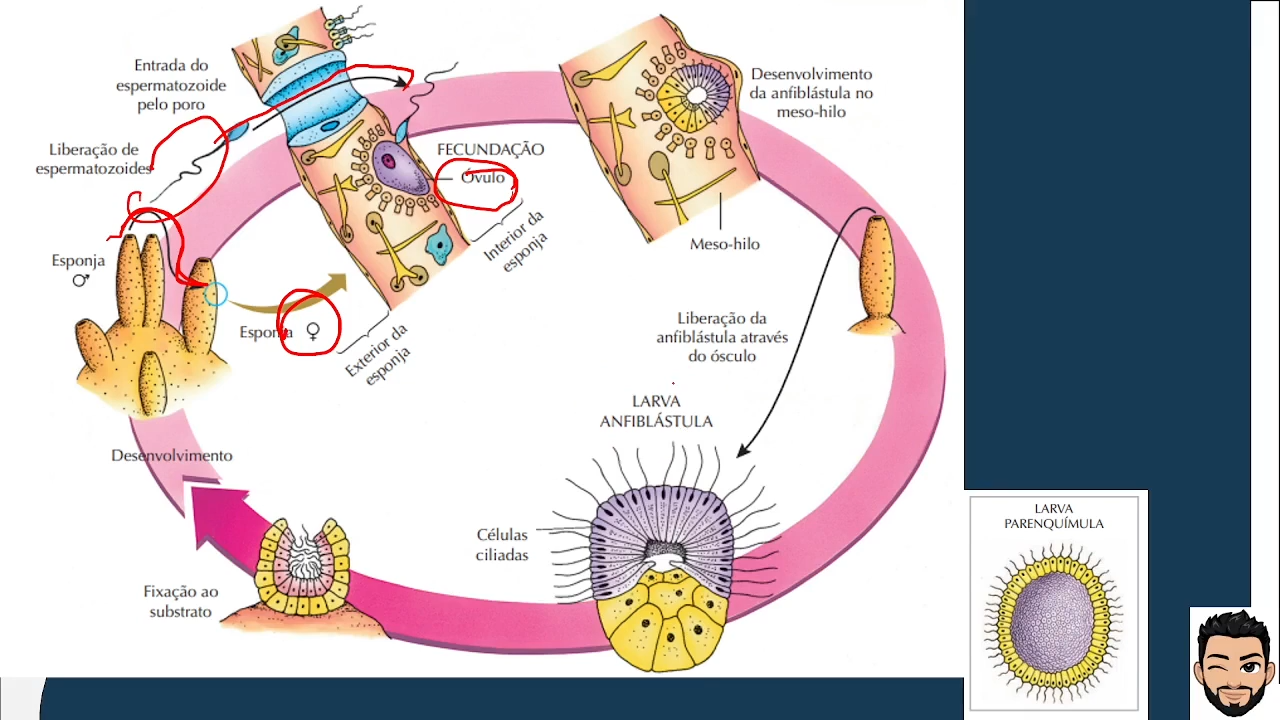 Entrada do
espermatozoide
pelo poro
Liberação de
espermatozoides
Esponja
♂
FECUNDAÇÃO
Óvulo
Interior da
esponja
Esponja ♀
Exterior da
esponja
Desenvolvimento
da anfiblástula no
meso-hilo
Meso-hilo
Liberação da
anfiblástula através
do ósculo
LARVA
ANFIBLÁSTULA
Células
ciliadas
Fixação ao
substrato
Desenvolvimento
LARVA
PARENQUÍMULA